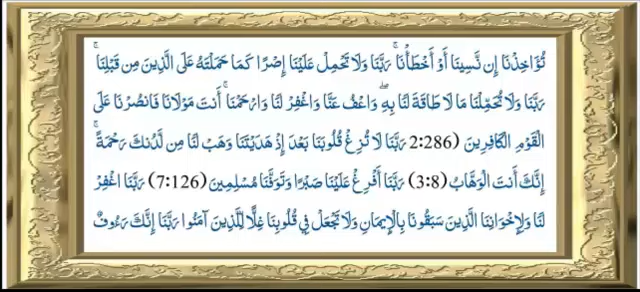 تُؤَاخِذْنَا إِن نَّسِينَا أَوْ أَخْطَأْنَا ۚ رَبَّنَا وَلَا تَحْمِلْ عَلَيْنَا إِصْرًا كَمَا حَمَلْتَهُ عَلَى الَّذِينَ مِن قَبْلِنَا ۚ
رَبَّنَا وَلَا تُحَمِّلْنَا مَا لَا طَاقَةَ لَنَا بِهِ ۖ وَاعْفُ عَنَّا وَاغْفِرْ لَنَا وَارْحَمْنَا ۚ أَنتَ مَوْلَانَا فَانصُرْنَا عَلَى
الْقَوْمِ الْكَافِرِينَ (2:286 رَبَّنَا لَا تُزِغْ قُلُوبَنَا بَعْدَ إِذْ هَدَيْتَنَا وَهَبْ لَنَا مِن لَّدُنكَ رَحْمَةً ۚ
إِنَّكَ أَنتَ الْوَهَّابُ (3:8) رَبَّنَا أَفْرِغْ عَلَيْنَا صَبْرًا وَتَوَفَّنَا مُسْلِمِينَ (7:126) رَبَّنَا اغْفِرْ
لَنَا وَلِإِخْوَانِنَا الَّذِينَ سَبَقُونَا بِالْإِيمَانِ وَلَا تَجْعَلْ فِي قُلُوبِنَا غِلًّا لِّلَّذِينَ آمَنُوا رَبَّنَا إِنَّكَ رَءُوفٌ